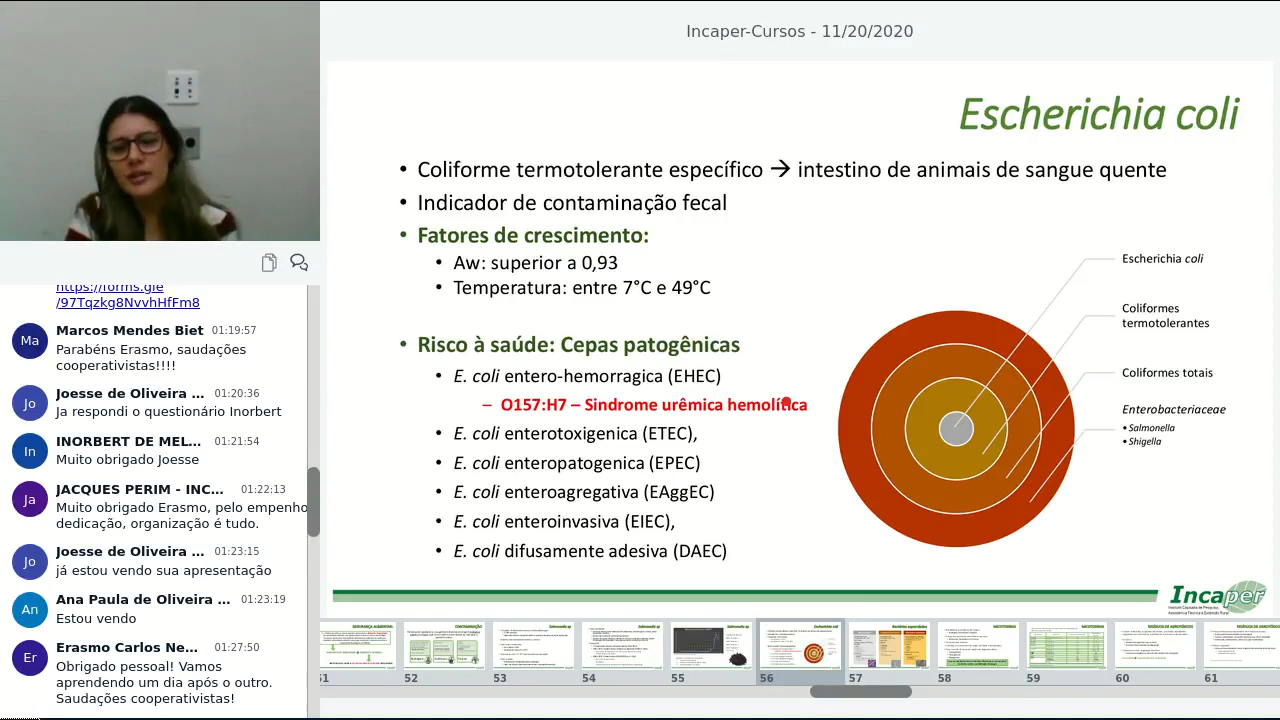 Incaper-Cursos - 11/20/2020
https://forms.gle
/97Tqzkg8NvvhHfFm8
Ma
Marcos Mendes Biet 01:19:57
Parabéns Erasmo, saudações
cooperativistas!!!!
Jo
Joesse de Oliveira ... 01:20:36
Ja respondi o questionário Inorbert
In
INORBERT DE MEL... 01:21:54
Muito obrigado Joesse
Ja
JACQUES PERIM - INC... 01:22:13
Muito obrigado Erasmo, pelo empenho
dedicação, organização é tudo.
Jo
Joesse de Oliveira ... 01:23:15
já estou vendo sua apresentação
An
Ana Paula de Oliveira ... 01:23:19
Estou vendo
Er
Erasmo Carlos Ne... 01:27:50
Obrigado pessoal! Vamos
aprendendo um dia após o outro.
Saudações cooperativistas!
Escherichia coli
• Coliforme termotolerante específico → intestino de animais de sangue quente
• Indicador de contaminação fecal
• Fatores de crescimento:
• Aw: superior a 0,93
• Temperatura: entre 7°C e 49°C
• Risco à saúde: Cepas patogênicas
• E. coli entero-hemorragica (EHEC)
– O157:H7 – Sindrome urêmica hemolítica
• E. coli enterotoxigenica (ETEC),
• E. coli enteropatogenica (EPEC)
• E. coli enteroagregativa (EAggEC)
• E. coli enteroinvasiva (EIEC),
• E. coli difusamente adesiva (DAEC)
Escherichia coli
Coliformes
termotolerantes
Coliformes totais
Enterobacteriaceae
• Salmonella
• Shigella
Incaper
51 52 53 54 55 56 57 58 59 60 61